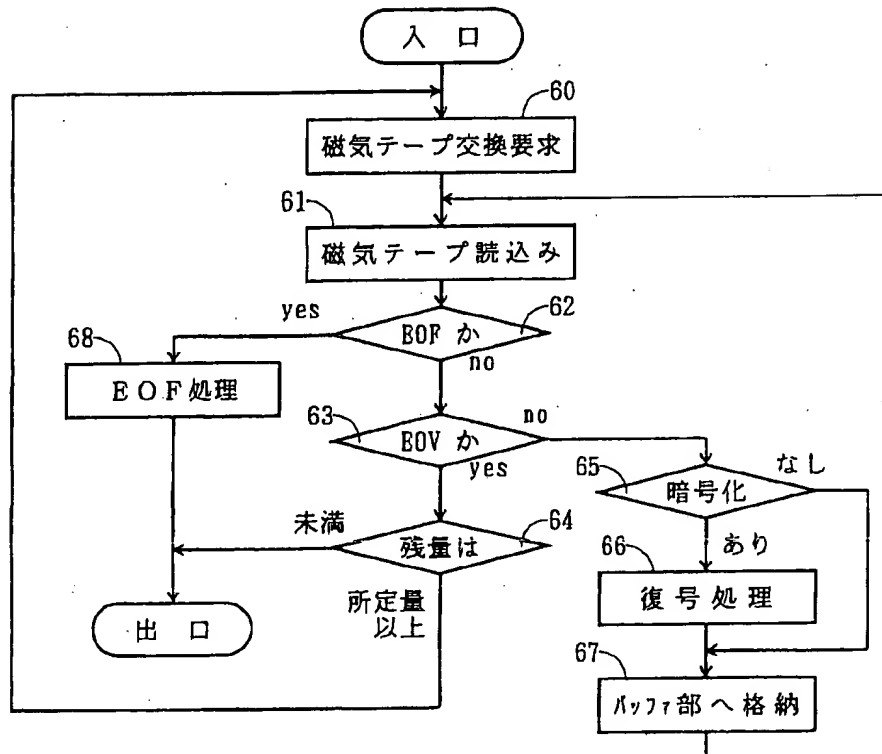 入 口
60
磁気テープ交換要求
61
磁気テープ読込み
62
EOF か
yes
no
68
EOF処理
63
EOV か
no
yes
65
暗号化
なし
あり
64
残量は
未満
所定量
以上
66
復号処理
出 口
67
バッファ部へ格納